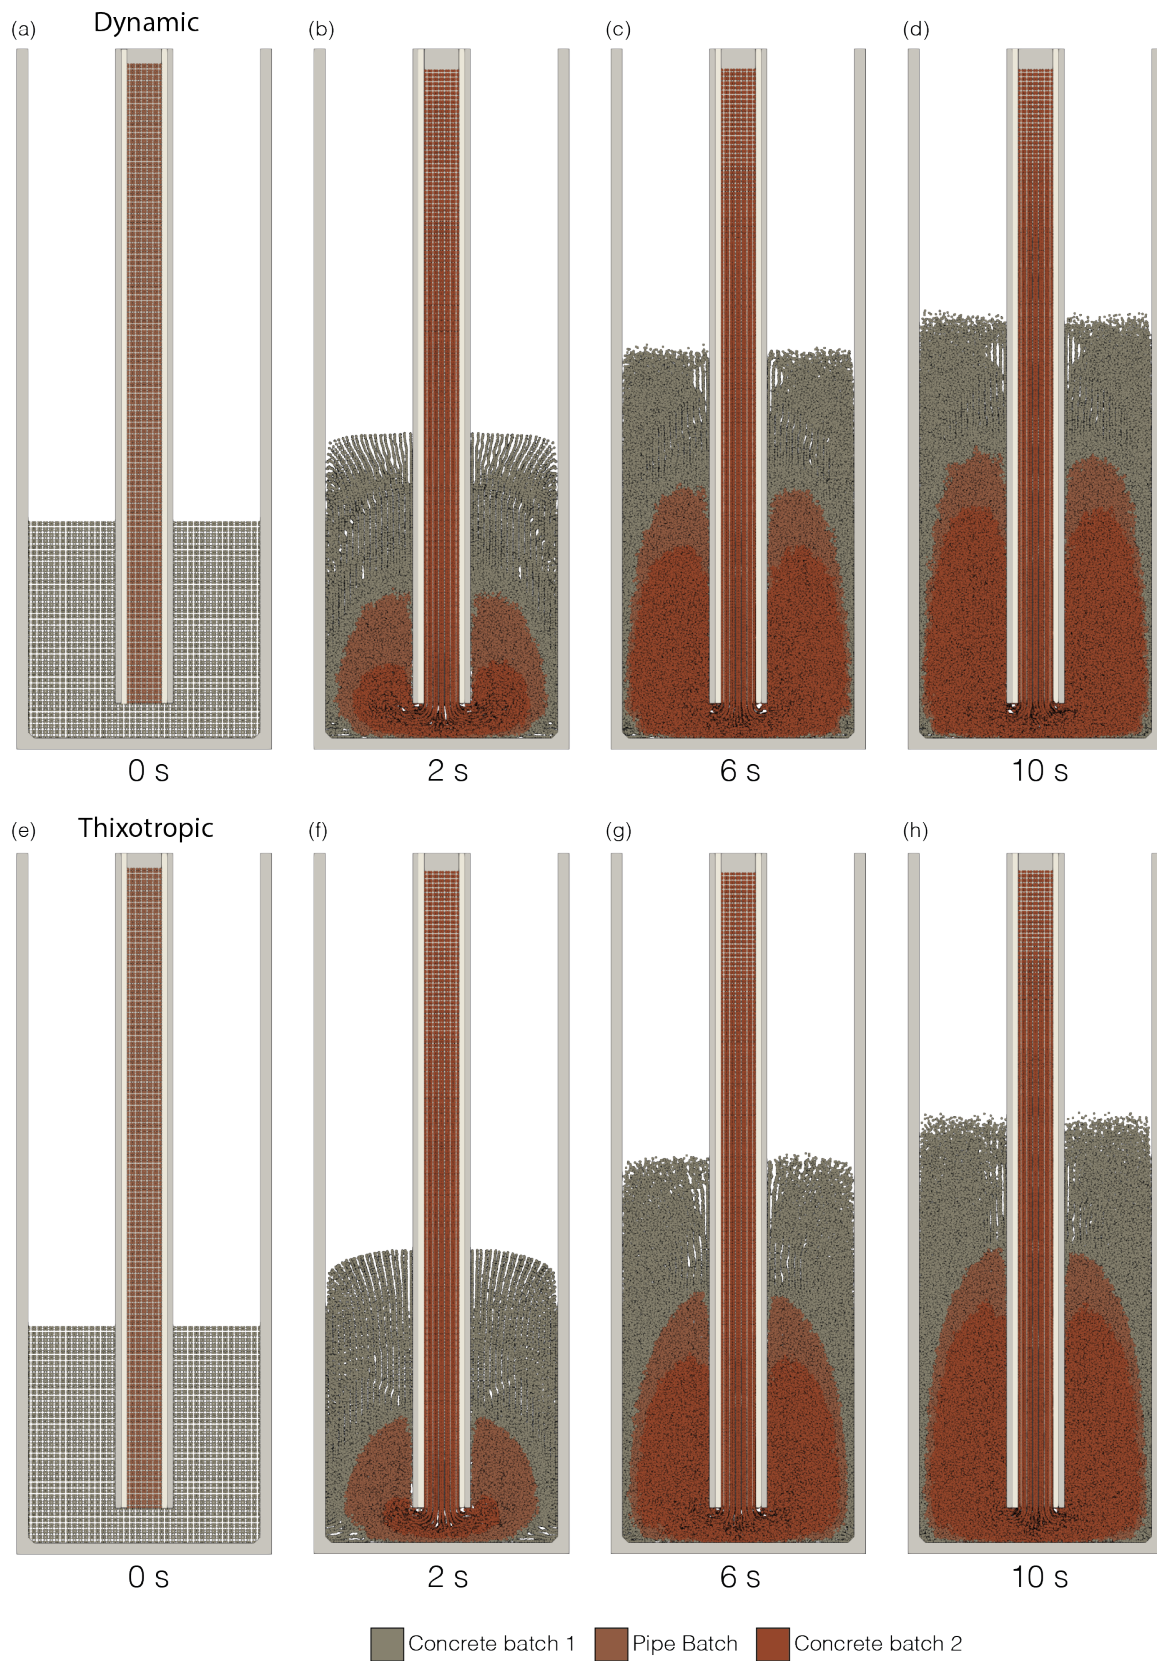 (a) Dynamic (b) (c) (d)
0 s 2 s 6 s 10 s
(e) Thixotropic (f) (g) (h)
0 s 2 s 6 s 10 s
Concrete batch 1 Pipe Batch Concrete batch 2